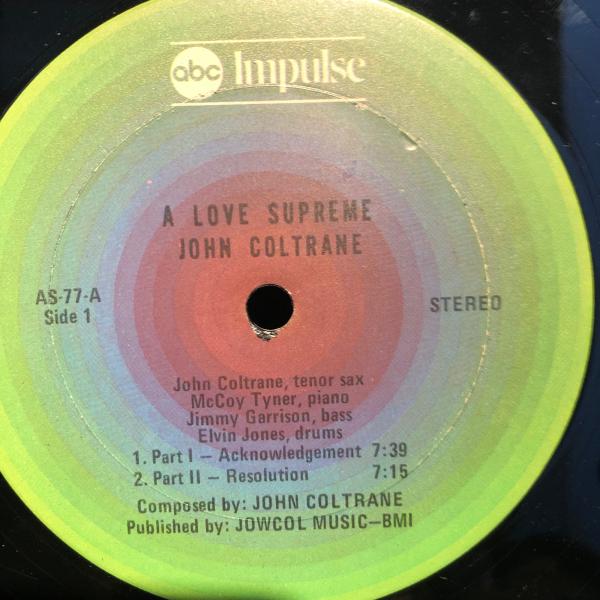 abc Impulse
A LOVE SUPREME
JOHN COLTRANE
AS-77-A
Side 1
STEREO
John Coltrane, tenor sax
McCoy Tyner, piano
Jimmy Garrison, bass
Elvin Jones, drums
1. Part I – Acknowledgement 7:39
2. Part II – Resolution 7:15
Composed by: JOHN COLTRANE
Published by: JOWCOL MUSIC–BMI